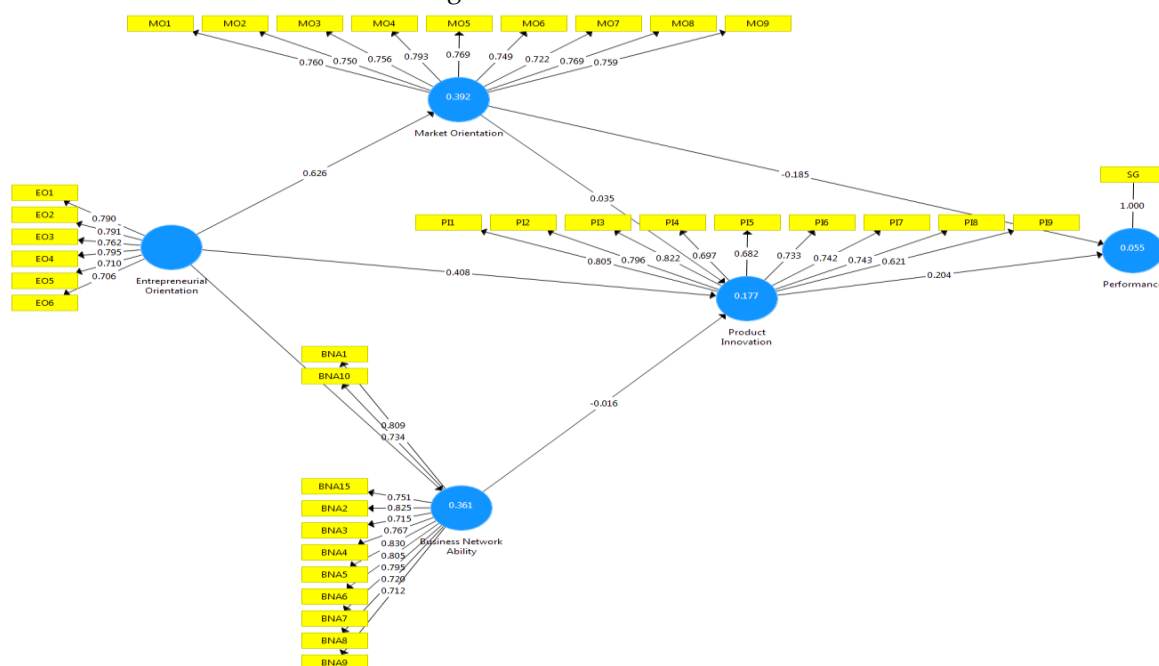 MO1 MO2 MO3 MO4 MO5 MO6 MO7 MO8 MO9
0.760 0.750 0.756 0.793 0.769 0.749 0.722 0.769 0.759
0.392
Market Orientation
0.626
-0.185
0.035
SG
1.000
0.055
Performance
EO1
EO2
EO3
EO4
EO5
EO6
0.790
0.791
0.762
0.795
0.710
0.706
Entrepreneurial
Orientation
0.408
PI1 PI2 PI3 PI4 PI5 PI6 PI7 PI8 PI9
0.805 0.796 0.822 0.697 0.682 0.733 0.742 0.743 0.621
0.177
Product
Innovation
0.204
BNA1
BNA10
0.809
0.734
-0.016
BNA15
BNA2
BNA3
BNA4
BNA5
BNA6
BNA7
BNA8
BNA9
0.751
0.825
0.715
0.767
0.830
0.805
0.795
0.720
0.712
0.361
Business Network
Ability